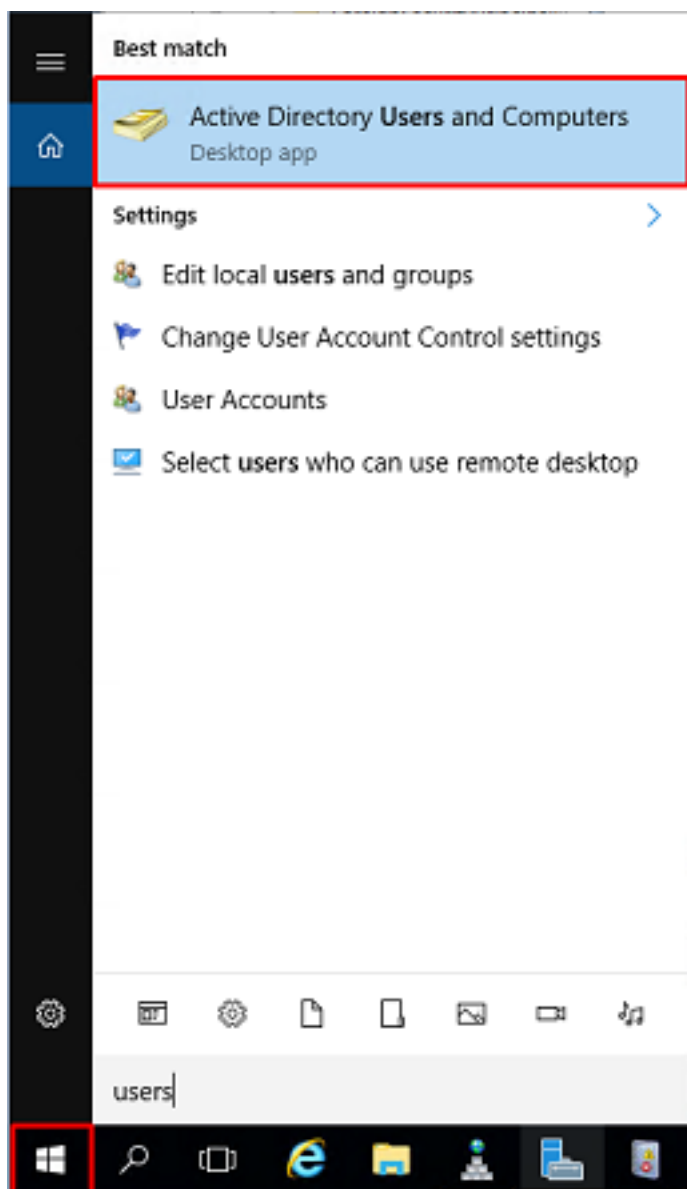 Best match
Active Directory Users and Computers
Desktop app
Settings
Edit local users and groups
Change User Account Control settings
User Accounts
Select users who can use remote desktop
users